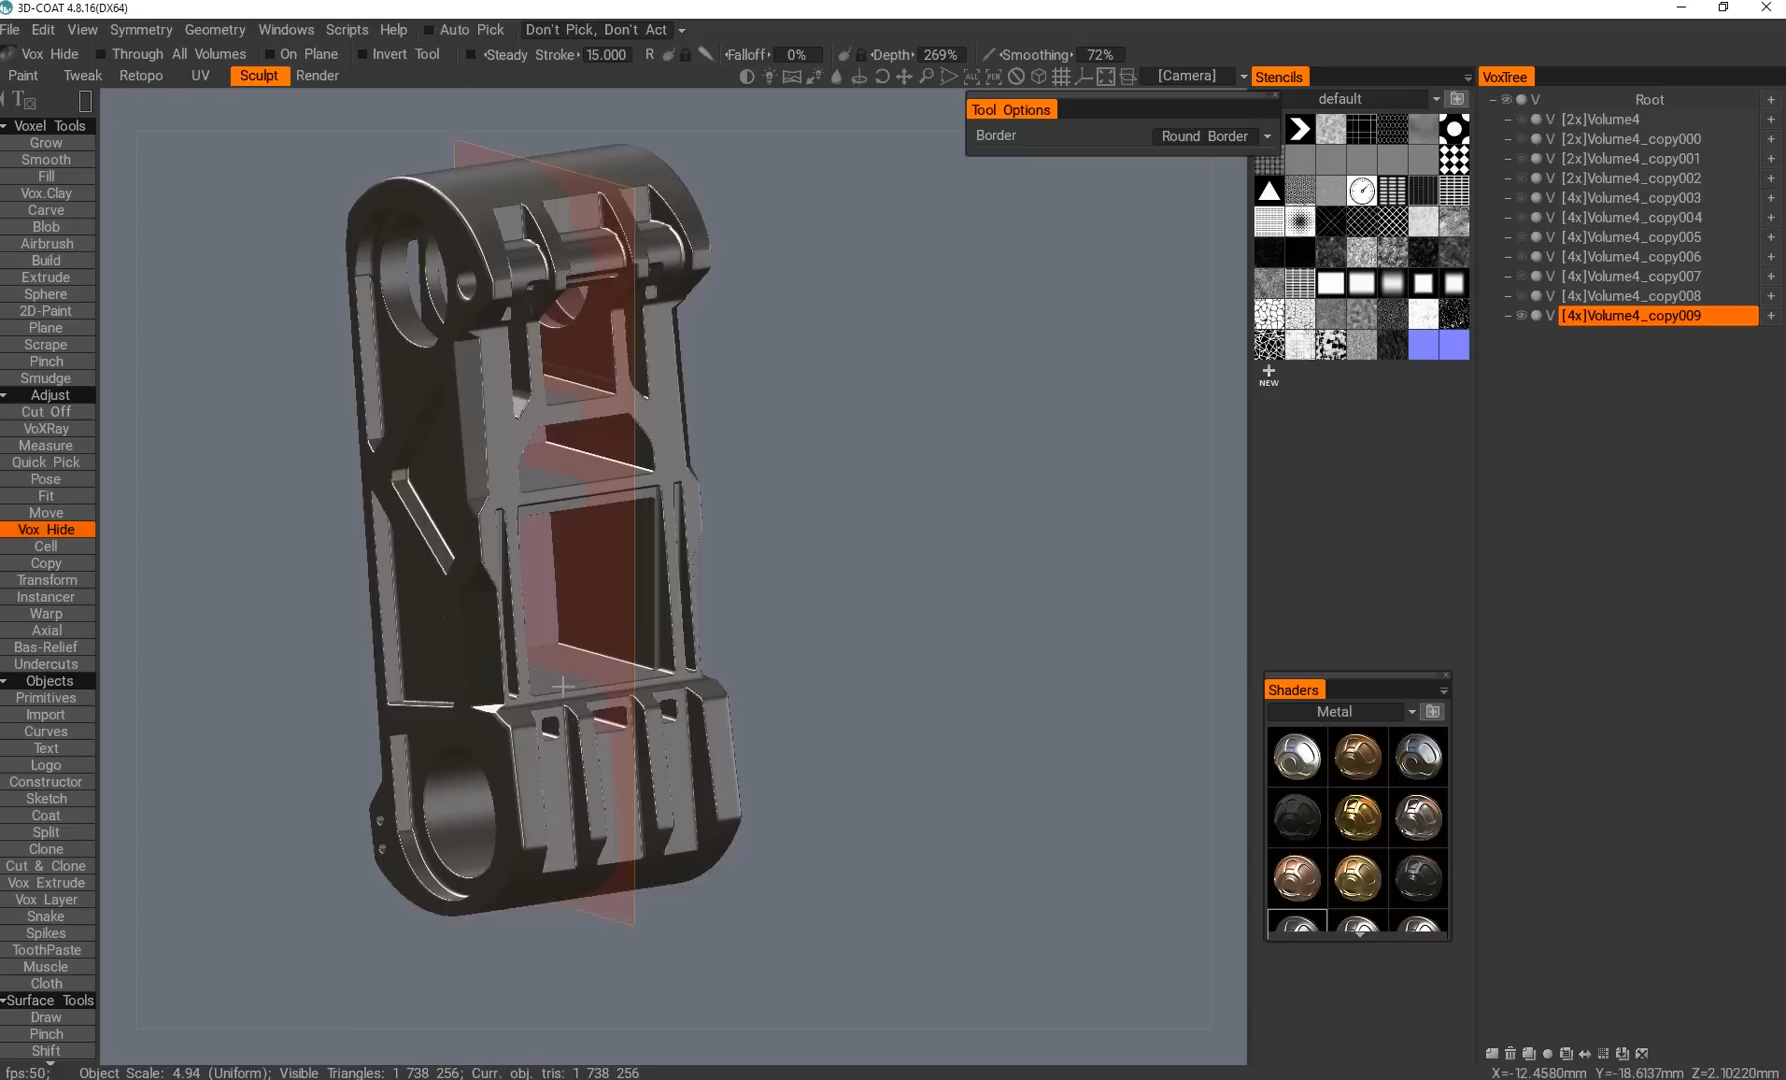 3D-COAT 4.8.16(DX64)
File Edit View Symmetry Geometry Windows Scripts Help Auto Pick Don't Pick, Don't Act
Vox Hide Through All Volumes On Plane Invert Tool Steady Stroke 15.000 R Falloff 0% Depth 269% Smoothing 72%
Paint Tweak Retopo UV Sculpt Render ALL PEN [Camera] Stencils VoxTree
Tool Options
Border Round Border
default
NEW
Root
[2x]Volume4
[2x]Volume4_copy000
[2x]Volume4_copy001
[2x]Volume4_copy002
[4x]Volume4_copy003
[4x]Volume4_copy004
[4x]Volume4_copy005
[4x]Volume4_copy006
[4x]Volume4_copy007
[4x]Volume4_copy008
[4x]Volume4_copy009
Voxel Tools
Grow
Smooth
Fill
Vox.Clay
Carve
Blob
Airbrush
Build
Extrude
Sphere
2D-Paint
Plane
Scrape
Pinch
Smudge
Adjust
Cut Off
VoXRay
Measure
Quick Pick
Pose
Fit
Move
Vox Hide
Cell
Copy
Transform
Instancer
Warp
Axial
Bas-Relief
Undercuts
Objects
Primitives
Import
Curves
Text
Logo
Constructor
Sketch
Coat
Split
Clone
Cut & Clone
Vox Extrude
Vox Layer
Snake
Spikes
ToothPaste
Muscle
Cloth
Surface Tools
Draw
Pinch
Shift
Shaders
Metal
fps:50; Object Scale: 4.94 (Uniform); Visible Triangles: 1 738 256; Curr. obj. tris: 1 738 256
X=-12.4580mm Y=-18.6137mm Z=2.10220mm